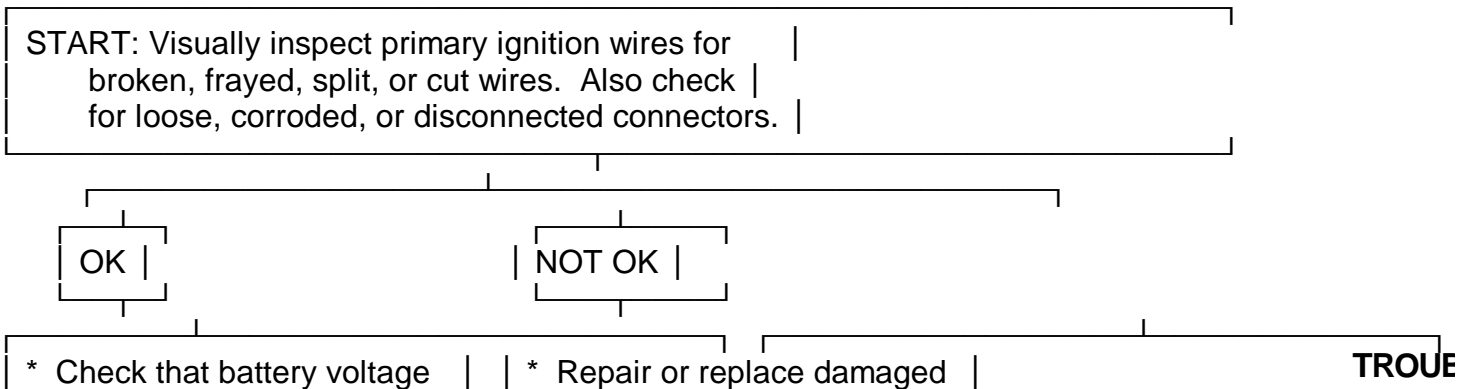 START: Visually inspect primary ignition wires for
broken, frayed, split, or cut wires. Also check
for loose, corroded, or disconnected connectors.
OK
NOT OK
* Check that battery voltage
* Repair or replace damaged